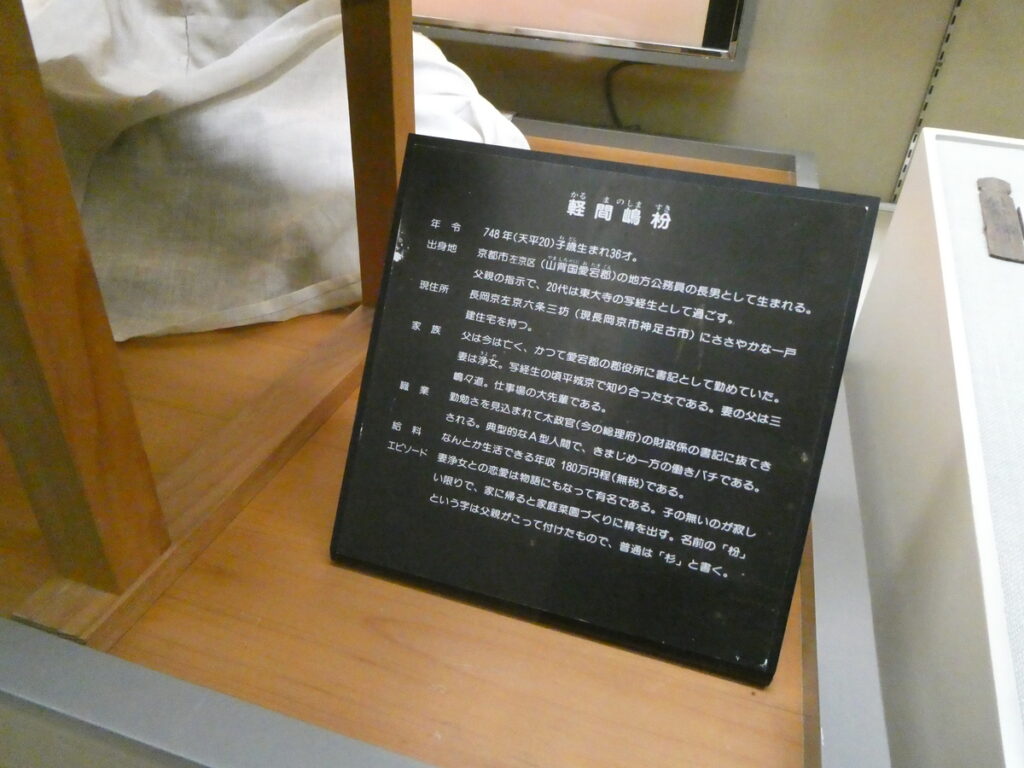 かる ま のしま すき
軽間嶋枌
年令 748年(天平20)子歳生まれ36才。
出身地 京都市左京区(山背国愛宕郡)の地方公務員の長男として生まれる。
父親の指示で、20代は東大寺の写経生として過ごす。
現住所 長岡京左京六条三坊(現長岡京市神足古市)にささやかな一戸
建住宅を持つ。
家族 父は今は亡く、かつて愛宕郡の郡役所に書記として勤めていた。
妻は浄女。写経生の頃平城京で知り合った女である。妻の父は三
嶋々道。仕事場の大先輩である。
職業 勤勉さを見込まれて太政官(今の総理府)の財政係の書記に抜てき
される。典型的なA型人間で、きまじめ一方の働きバチである。
給料 なんとか生活できる年収180万円程(無税)である。
エピソード 妻浄女との恋愛は物語にもなって有名である。子の無いのが寂し
い限りで、家に帰ると家庭菜園づくりに精を出す。名前の「枌」
という字は父親がこって付けたもので、普通は「杉」と書く。